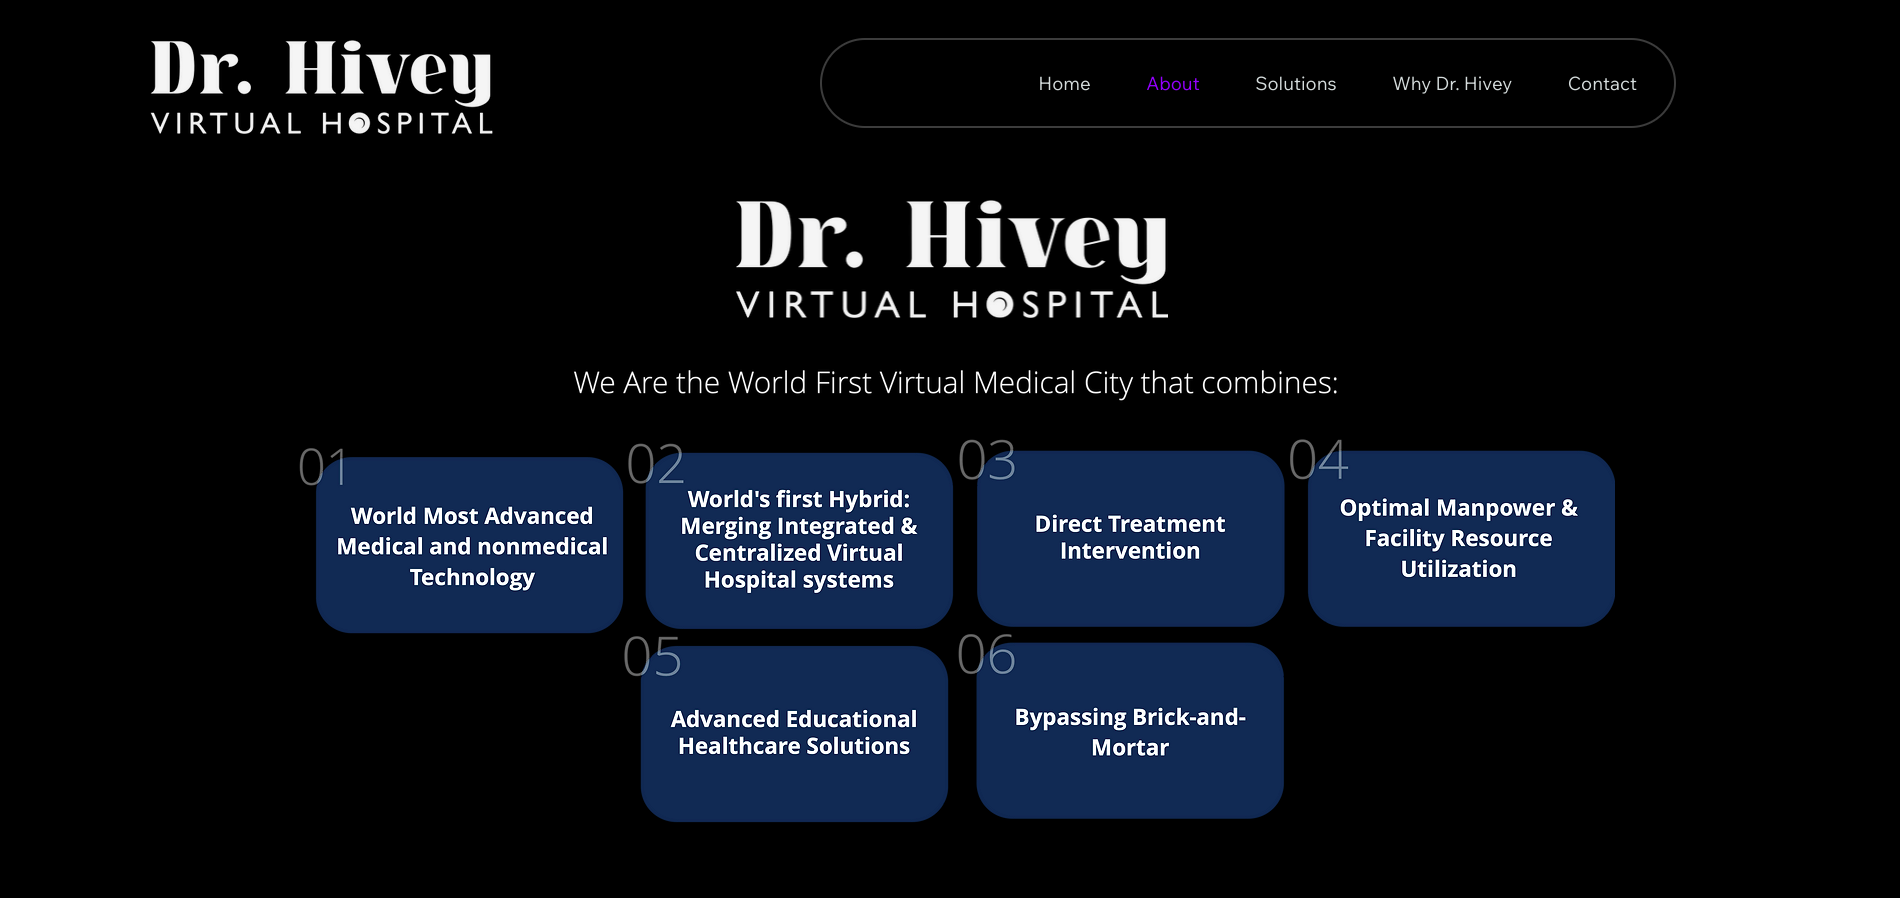 Dr. Hivey
VIRTUAL HOSPITAL
Home
About
Solutions
Why Dr. Hivey
Contact
Dr. Hivey
VIRTUAL HOSPITAL
We Are the World First Virtual Medical City that combines:
01
World Most Advanced
Medical and nonmedical
Technology
02
World's first Hybrid:
Merging Integrated &
Centralized Virtual
Hospital systems
03
Direct Treatment
Intervention
04
Optimal Manpower &
Facility Resource
Utilization
05
Advanced Educational
Healthcare Solutions
06
Bypassing Brick-and-
Mortar